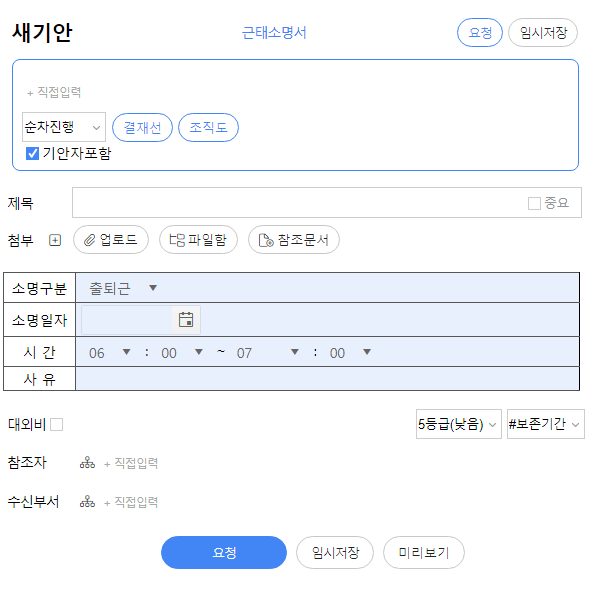 새기안 근태소명서 요청 임시저장
+ 직접입력
순차진행 결재선 조직도
기안자포함
제목 중요
첨부 업로드 파일함 참조문서
소명구분 출퇴근
소명일자
시 간 06 : 00 ~ 07 : 00
사 유
대외비 5등급(낮음) #보존기간
참조자 + 직접입력
수신부서 + 직접입력
요청 임시저장 미리보기